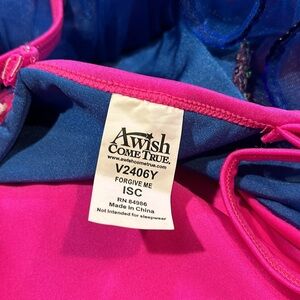 A wish
COME TRUE.
www.awishcometrue.com
V2406Y
FORGIVE ME
ISC
RN 84986
Made in China
Not Intended for sleepwear